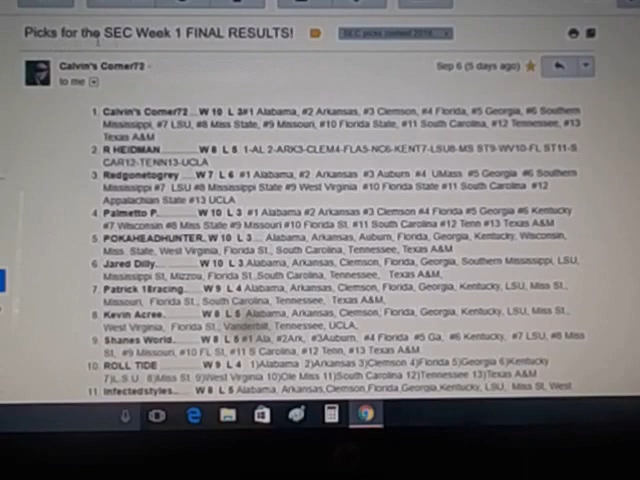 Picks for the SEC Week 1 FINAL RESULTS!
SEC picks contest 2016 x
Calvin's Corner72
Sep 6 (5 days ago)
to me
1. Calvin's Corner72 ...W 10 L 3#1 Alabama, #2 Arkansas, #3 Clemson, #4 Florida, #5 Georgia, #6 Southern
Mississippi, #7 LSU, #8 Miss State, #9 Missouri, #10 Florida State, #11 South Carolina, #12 Tennessee, #13
Texas A&M
2. R HEIDMAN............W 8 L 5 1-AL 2-ARK3-CLEM4-FLA5-NC6-KENT7-LSU8-MS ST9-WV10-FL ST11-S
CAR12-TENN13-UCLA
3. Redgonetogrey ......W 7 L 6 #1 Alabama, #2 Arkansas #3 Auburn #4 UMass #5 Georgia #6 Southern
Mississippi #7 LSU #8 Mississippi State #9 West Virginia #10 Florida State #11 South Carolina #12
Appalachian State #13 UCLA
4. Palmetto P............W 10 L 3 #1 Alabama #2 Arkansas #3 Clemson #4 Florida #5 Georgia #6 Kentucky
#7 Wisconsin #8 Miss State #9 Missouri #10 Florida St. #11 South Carolina #12 Tenn #13 Texas A&M
5. POKAHEADHUNTER, W 10 L 3... Alabama, Arkansas, Auburn, Florida, Georgia, Kentucky, Wisconsin,
Miss. State, West Virginia, Florida St., South Carolina, Tennessee, Texas A&M
6. Jared Dilly.............W 10 L 3 Alabama, Arkansas, Clemson, Florida, Georgia, Southern Mississippi, LSU,
Mississippi St, Mizzou, Florida St. South Carolina, Tennessee, Texas A&M,
7. Patrick 18racing.....W 9 L 4 Alabama, Arkansas, Clemson, Florida, Georgia, Kentucky, LSU, Miss St.,
Missouri, Florida St., South Carolina, Tennessee, Texas A&M,
8. Kevin Acree..........W 8 L 5 Alabama, Arkansas, Clemson, Florida, Georgia, Kentucky, LSU, Miss St.,
West Virginia, Florida St., Vanderbilt, Tennessee, UCLA,
9. Shanes World........W 8 L 5 #1 Ala, #2Ark, #3Auburn, #4 Florida #5 Ga, #6 Kentucky, #7 LSU, #8 Miss
St, #9 Missouri, #10 FL St, #11 S Carolina, #12 Tenn, #13 Texas A&M
10. ROLL TIDE ...........W 9 L 4 1)Alabama 2)Arkansas 3)Clemson 4)Florida 5)Georgia 6)Kentucky
7)L.S.U. 8)Miss St 9)West Virginia 10)Ole Miss 11)South Carolina 12)Tennessee 13)Texas A&M
11. Infectedstyles.... W 8 L 5 Alabama, Arkansas,Clemson,Florida,Georgia,Kentucky, LSU, Miss St, West